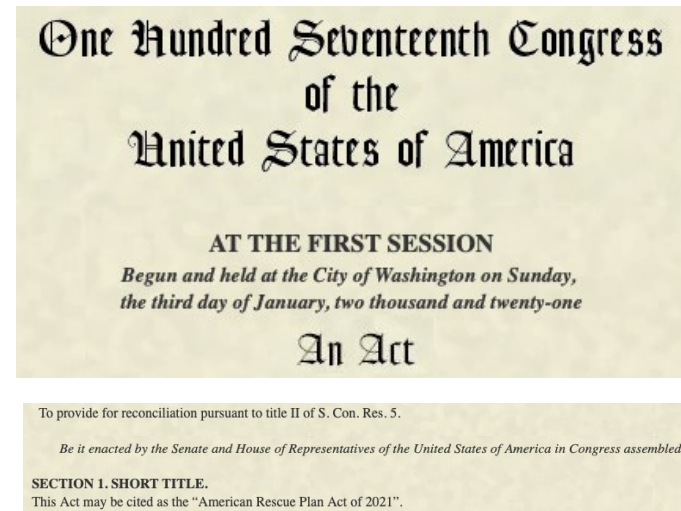 One Hundred Seventeenth Congress
of the
United States of America
AT THE FIRST SESSION
Begun and held at the City of Washington on Sunday,
the third day of January, two thousand and twenty-one
An Act
To provide for reconciliation pursuant to title II of S. Con. Res. 5.
Be it enacted by the Senate and House of Representatives of the United States of America in Congress assembled
SECTION 1. SHORT TITLE.
This Act may be cited as the “American Rescue Plan Act of 2021”.